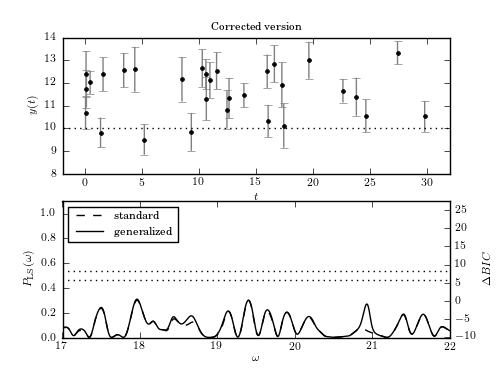 Corrected version
14
13
12
11
10
9
8
y(t)
0 5 10 15 20 25 30
t
1.0
0.8
0.6
0.4
0.2
0.0
P_LS(ω)
standard
generalized
25
20
15
10
5
0
−5
−10
ΔBIC
17 18 19 20 21 22
ω